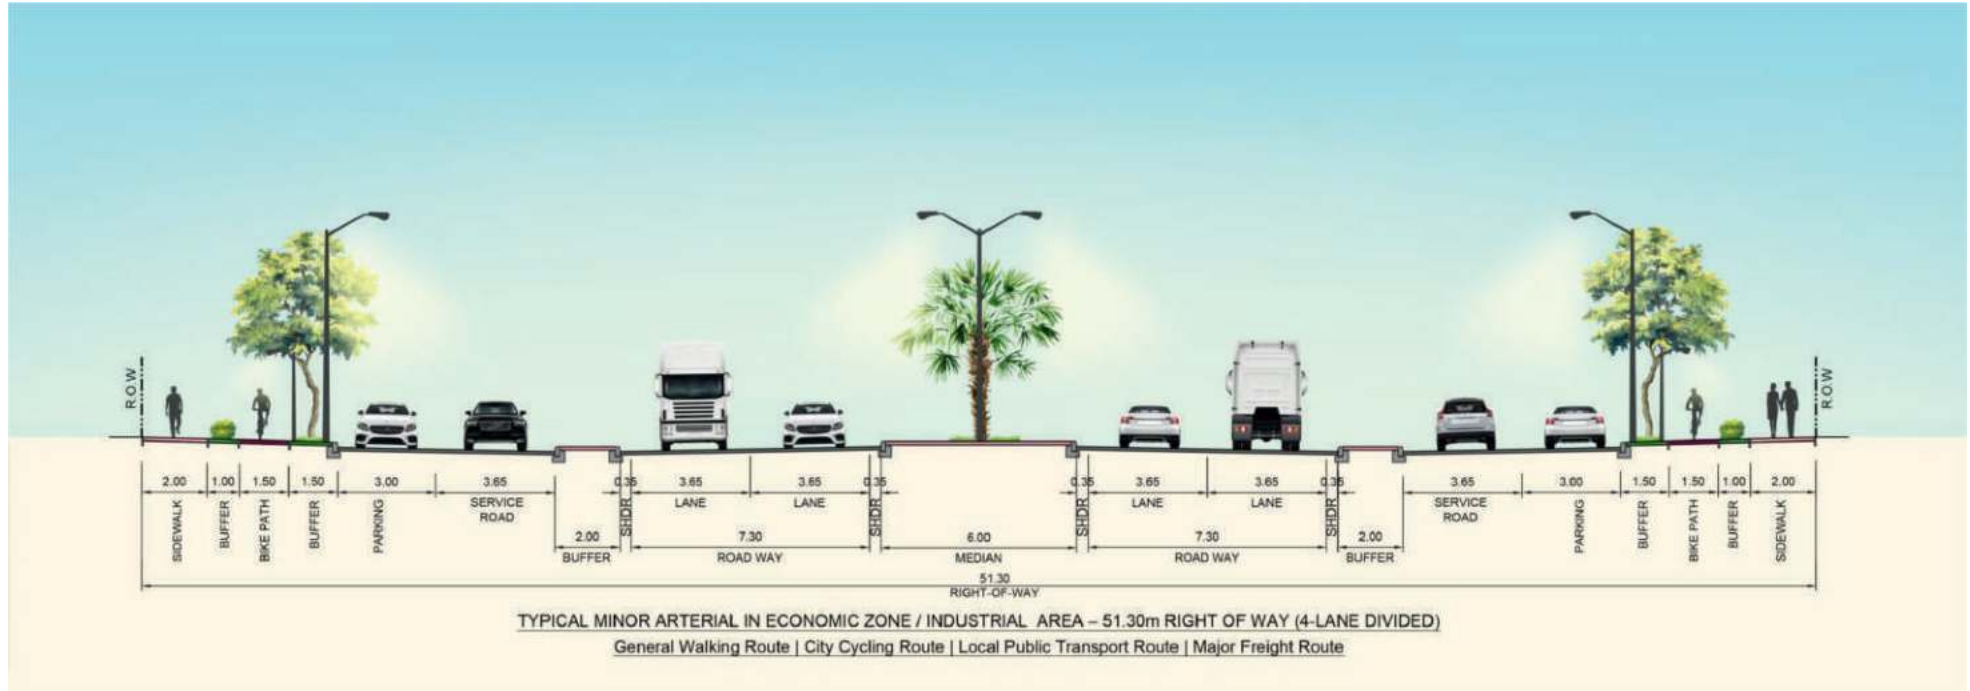 R.O.W
R.O.W
2.00 1.00 1.50 1.50 3.00 3.65 0.35 3.65 3.65 0.35 0.35 3.65 3.65 0.35 3.65 3.00 1.50 1.50 1.00 2.00
SIDEWALK BUFFER BIKE PATH BUFFER PARKING SERVICE ROAD SHDR LANE LANE SHDR SHDR LANE LANE SHDR SERVICE ROAD PARKING BUFFER BIKE PATH BUFFER SIDEWALK
2.00 7.30 6.00 7.30 2.00
BUFFER ROAD WAY MEDIAN ROAD WAY BUFFER
51.30
RIGHT-OF-WAY
TYPICAL MINOR ARTERIAL IN ECONOMIC ZONE / INDUSTRIAL AREA – 51.30m RIGHT OF WAY (4-LANE DIVIDED)
General Walking Route | City Cycling Route | Local Public Transport Route | Major Freight Route